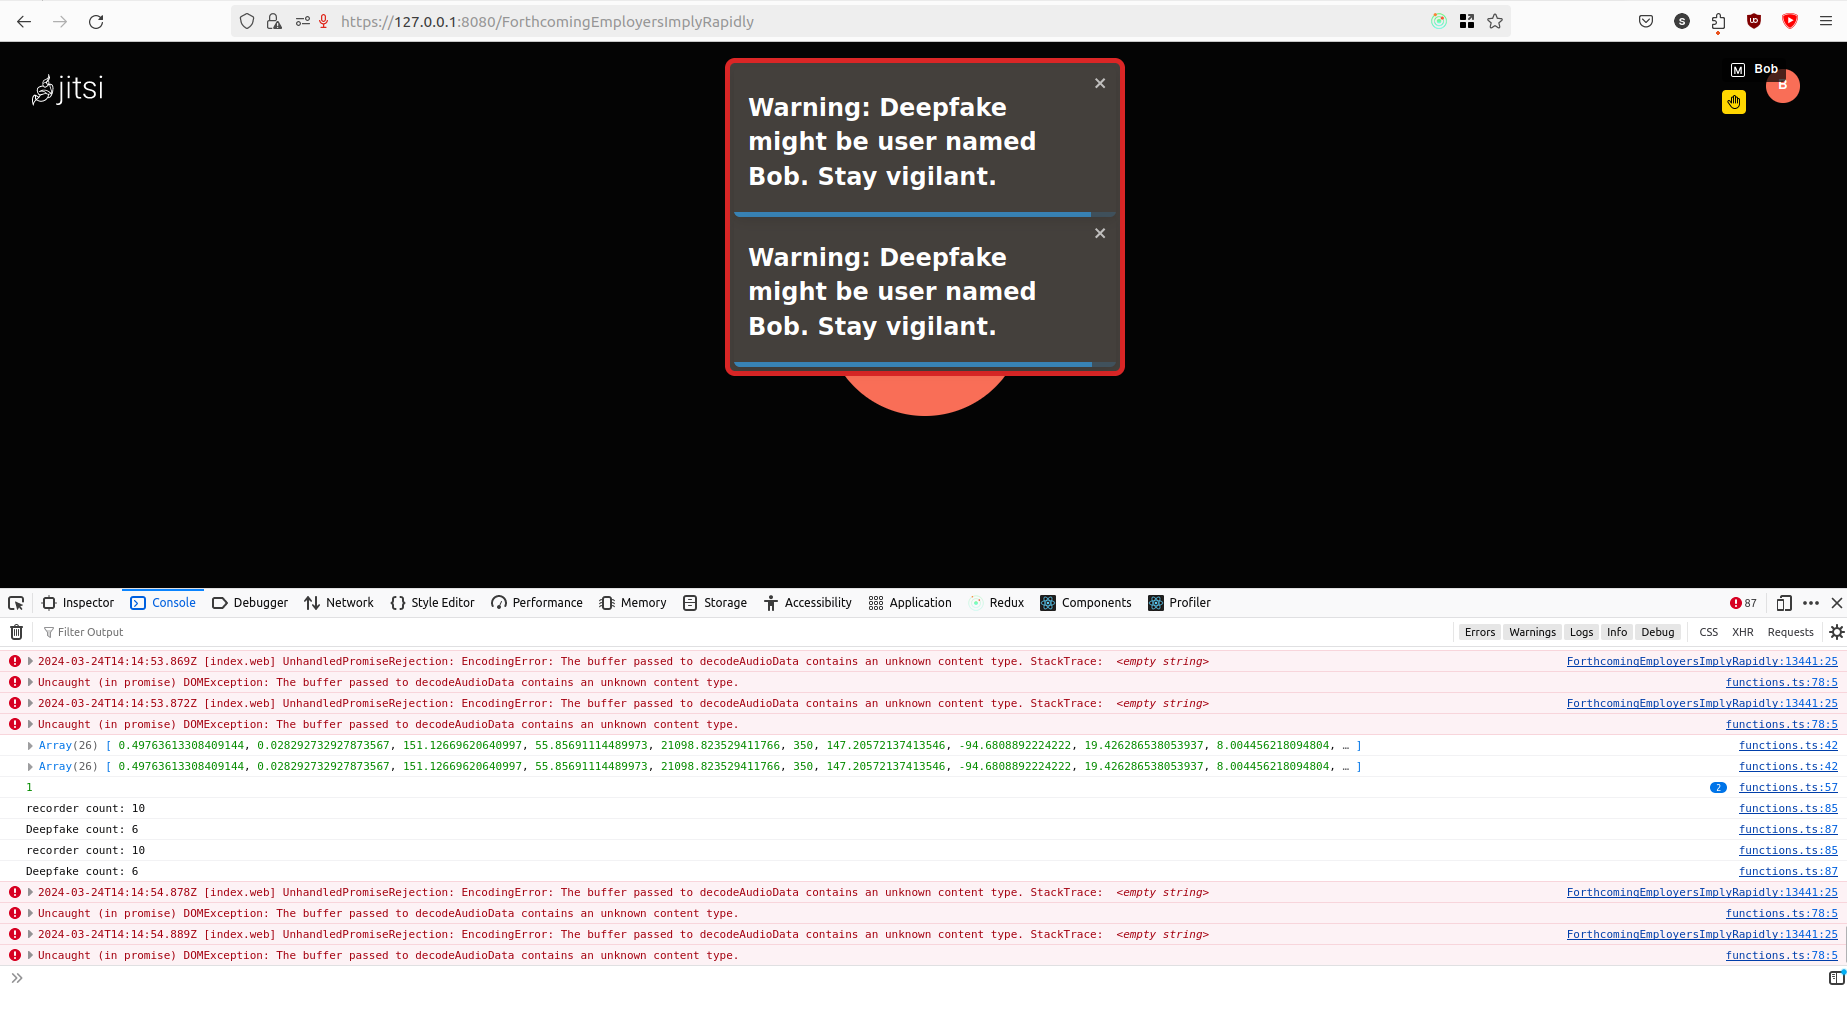 https://127.0.0.1:8080/ForthcomingEmployersImplyRapidly
S
UD
jitsi
M Bob
B
Warning: Deepfake
might be user named
Bob. Stay vigilant.
Warning: Deepfake
might be user named
Bob. Stay vigilant.
Inspector Console Debugger Network Style Editor Performance Memory Storage Accessibility Application Redux Components Profiler 87
Filter Output Errors Warnings Logs Info Debug CSS XHR Requests
2024-03-24T14:14:53.869Z [index.web] UnhandledPromiseRejection: EncodingError: The buffer passed to decodeAudioData contains an unknown content type. StackTrace: <empty string> ForthcomingEmployersImplyRapidly:13441:25
Uncaught (in promise) DOMException: The buffer passed to decodeAudioData contains an unknown content type. functions.ts:78:5
2024-03-24T14:14:53.872Z [index.web] UnhandledPromiseRejection: EncodingError: The buffer passed to decodeAudioData contains an unknown content type. StackTrace: <empty string> ForthcomingEmployersImplyRapidly:13441:25
Uncaught (in promise) DOMException: The buffer passed to decodeAudioData contains an unknown content type. functions.ts:78:5
Array(26) [ 0.49763613308409144, 0.028292732927873567, 151.12669620640997, 55.85691114489973, 21098.823529411766, 350, 147.20572137413546, -94.6808892224222, 19.426286538053937, 8.004456218094804, … ] functions.ts:42
Array(26) [ 0.49763613308409144, 0.028292732927873567, 151.12669620640997, 55.85691114489973, 21098.823529411766, 350, 147.20572137413546, -94.6808892224222, 19.426286538053937, 8.004456218094804, … ] functions.ts:42
1 2 functions.ts:57
recorder count: 10 functions.ts:85
Deepfake count: 6 functions.ts:87
recorder count: 10 functions.ts:85
Deepfake count: 6 functions.ts:87
2024-03-24T14:14:54.878Z [index.web] UnhandledPromiseRejection: EncodingError: The buffer passed to decodeAudioData contains an unknown content type. StackTrace: <empty string> ForthcomingEmployersImplyRapidly:13441:25
Uncaught (in promise) DOMException: The buffer passed to decodeAudioData contains an unknown content type. functions.ts:78:5
2024-03-24T14:14:54.889Z [index.web] UnhandledPromiseRejection: EncodingError: The buffer passed to decodeAudioData contains an unknown content type. StackTrace: <empty string> ForthcomingEmployersImplyRapidly:13441:25
Uncaught (in promise) DOMException: The buffer passed to decodeAudioData contains an unknown content type. functions.ts:78:5